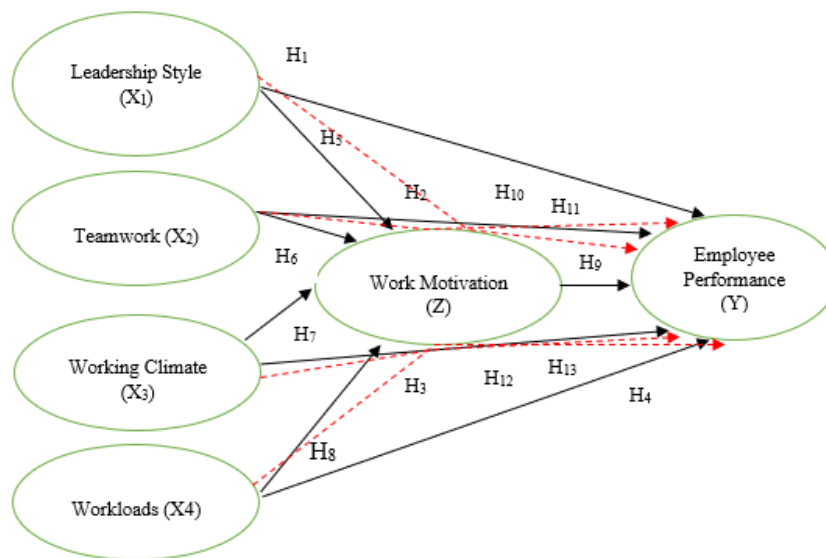 H1
Leadership Style
(X1)
H5
H2
H10
H11
Teamwork (X2)
H6
Work Motivation
(Z)
H9
Employee
Performance
(Y)
H7
Working Climate
(X3)
H3
H12
H13
H4
H8
Workloads (X4)